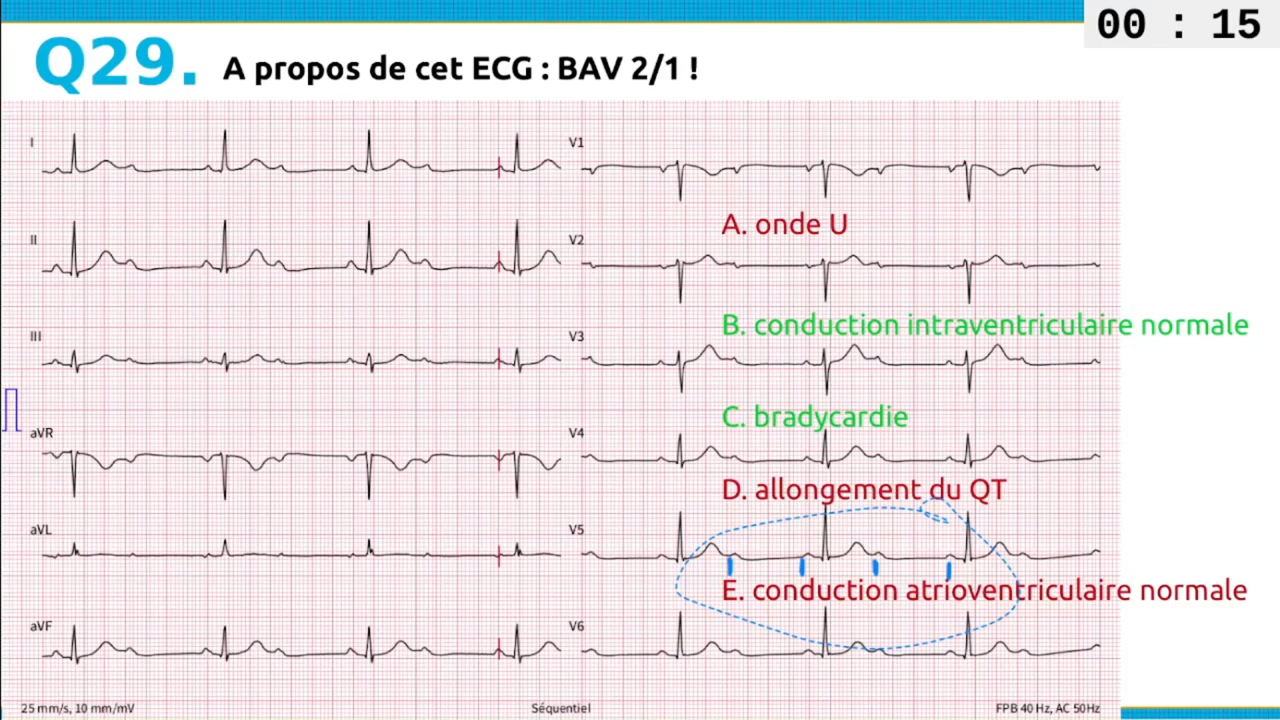 00 : 15
Q29. A propos de cet ECG : BAV 2/1 !
I
V1
A. onde U
II
V2
B. conduction intraventriculaire normale
III
V3
C. bradycardie
aVR
V4
D. allongement du QT
aVL
V5
E. conduction atrioventriculaire normale
aVF
V6
25 mm/s, 10 mm/mV
Séquentiel
FPB 40 Hz, AC 50Hz